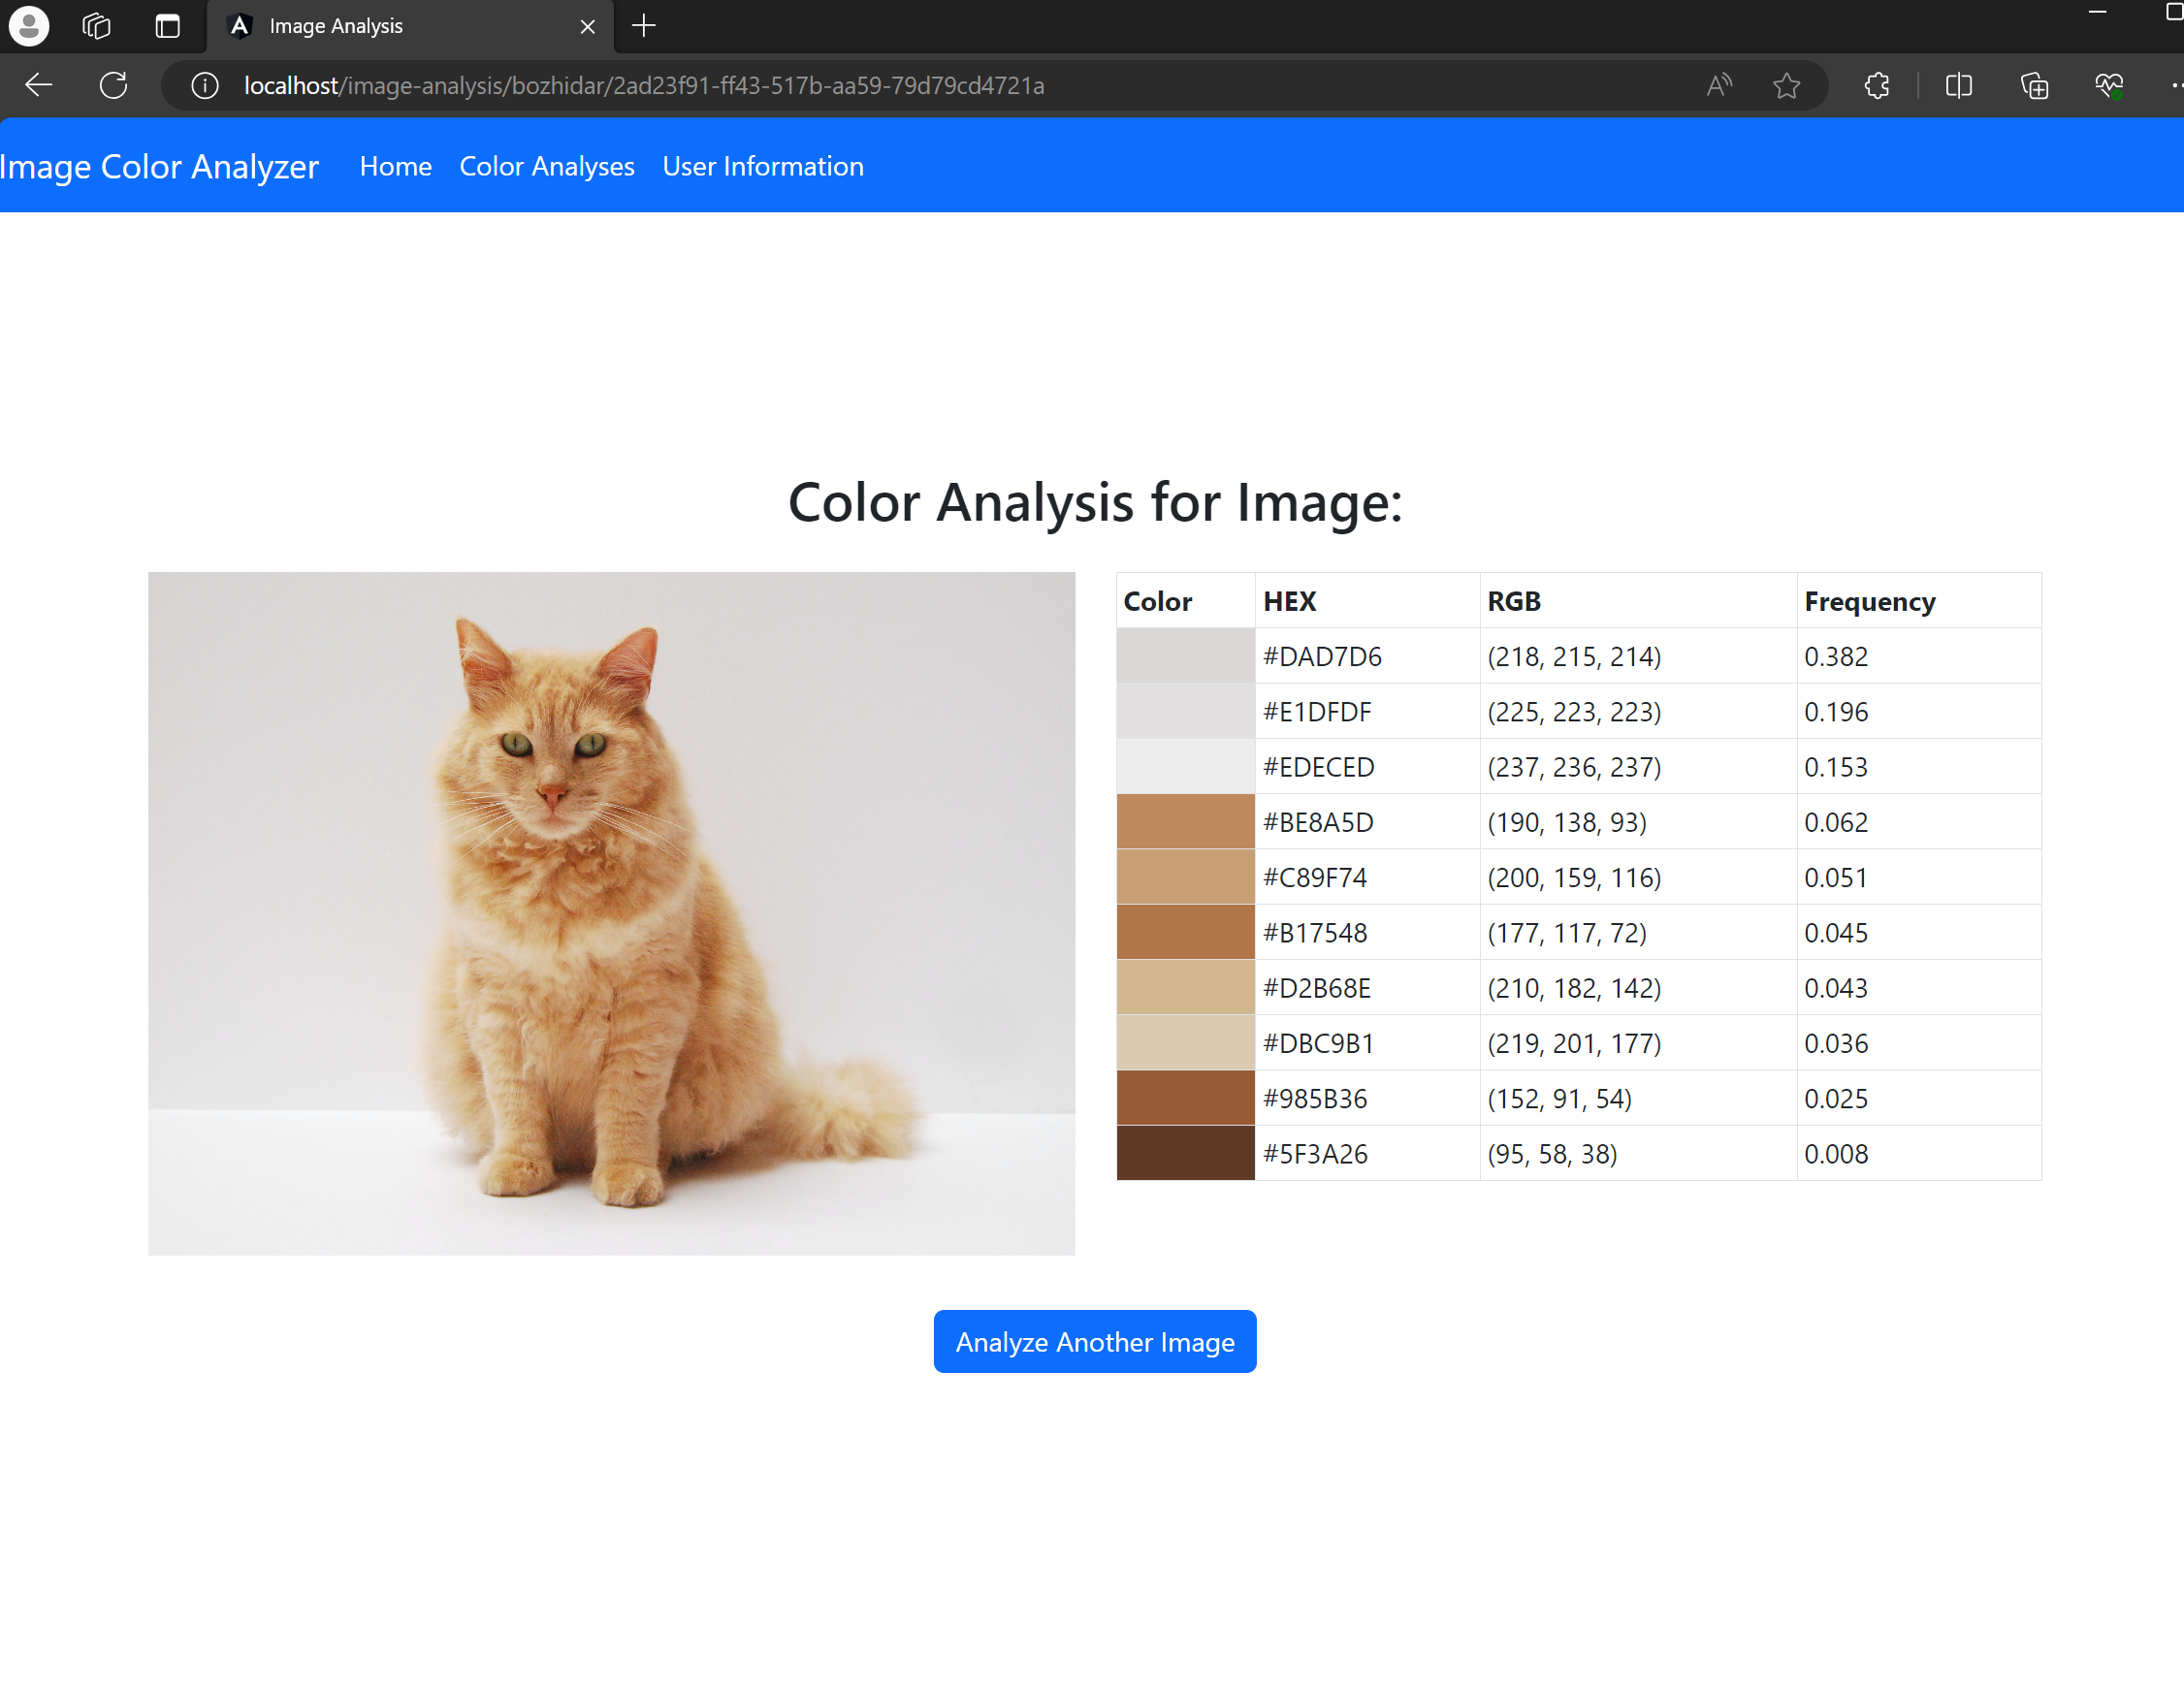 Image Analysis
localhost/image-analysis/bozhidar/2ad23f91-ff43-517b-aa59-79d79cd4721a
Image Color Analyzer Home Color Analyses User Information
Color Analysis for Image:
Color HEX RGB Frequency
#DAD7D6 (218, 215, 214) 0.382
#E1DFDF (225, 223, 223) 0.196
#EDECED (237, 236, 237) 0.153
#BE8A5D (190, 138, 93) 0.062
#C89F74 (200, 159, 116) 0.051
#B17548 (177, 117, 72) 0.045
#D2B68E (210, 182, 142) 0.043
#DBC9B1 (219, 201, 177) 0.036
#985B36 (152, 91, 54) 0.025
#5F3A26 (95, 58, 38) 0.008
Analyze Another Image